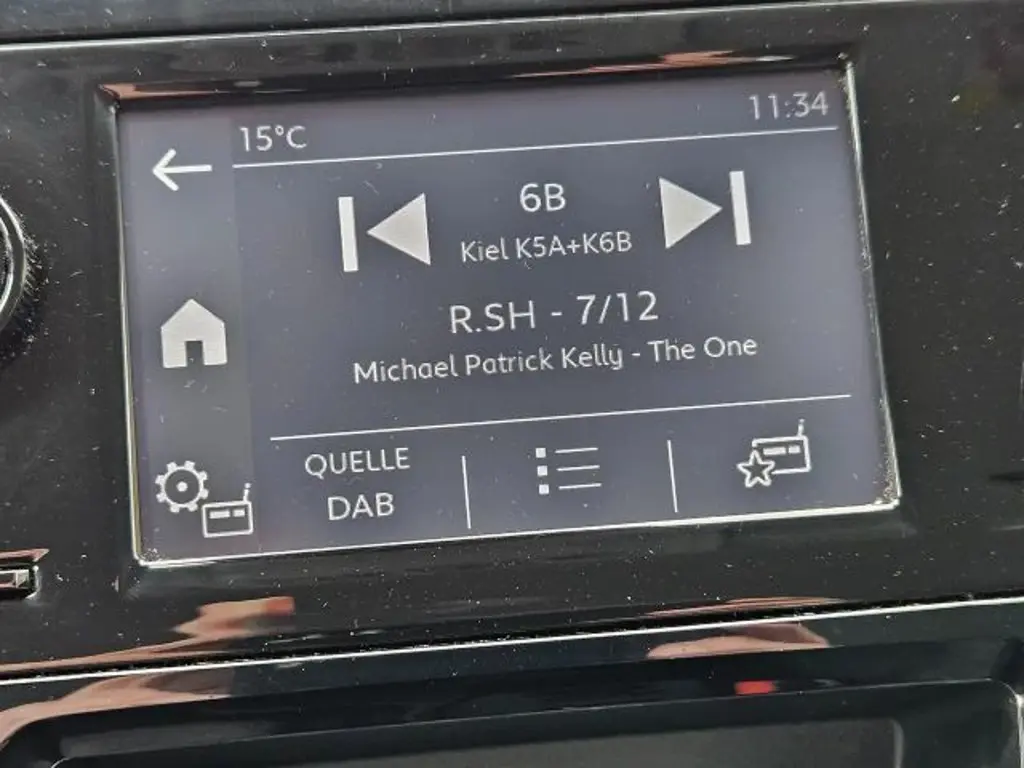 15°C
11:34
6B
Kiel K5A+K6B
R.SH - 7/12
Michael Patrick Kelly - The One
QUELLE
DAB